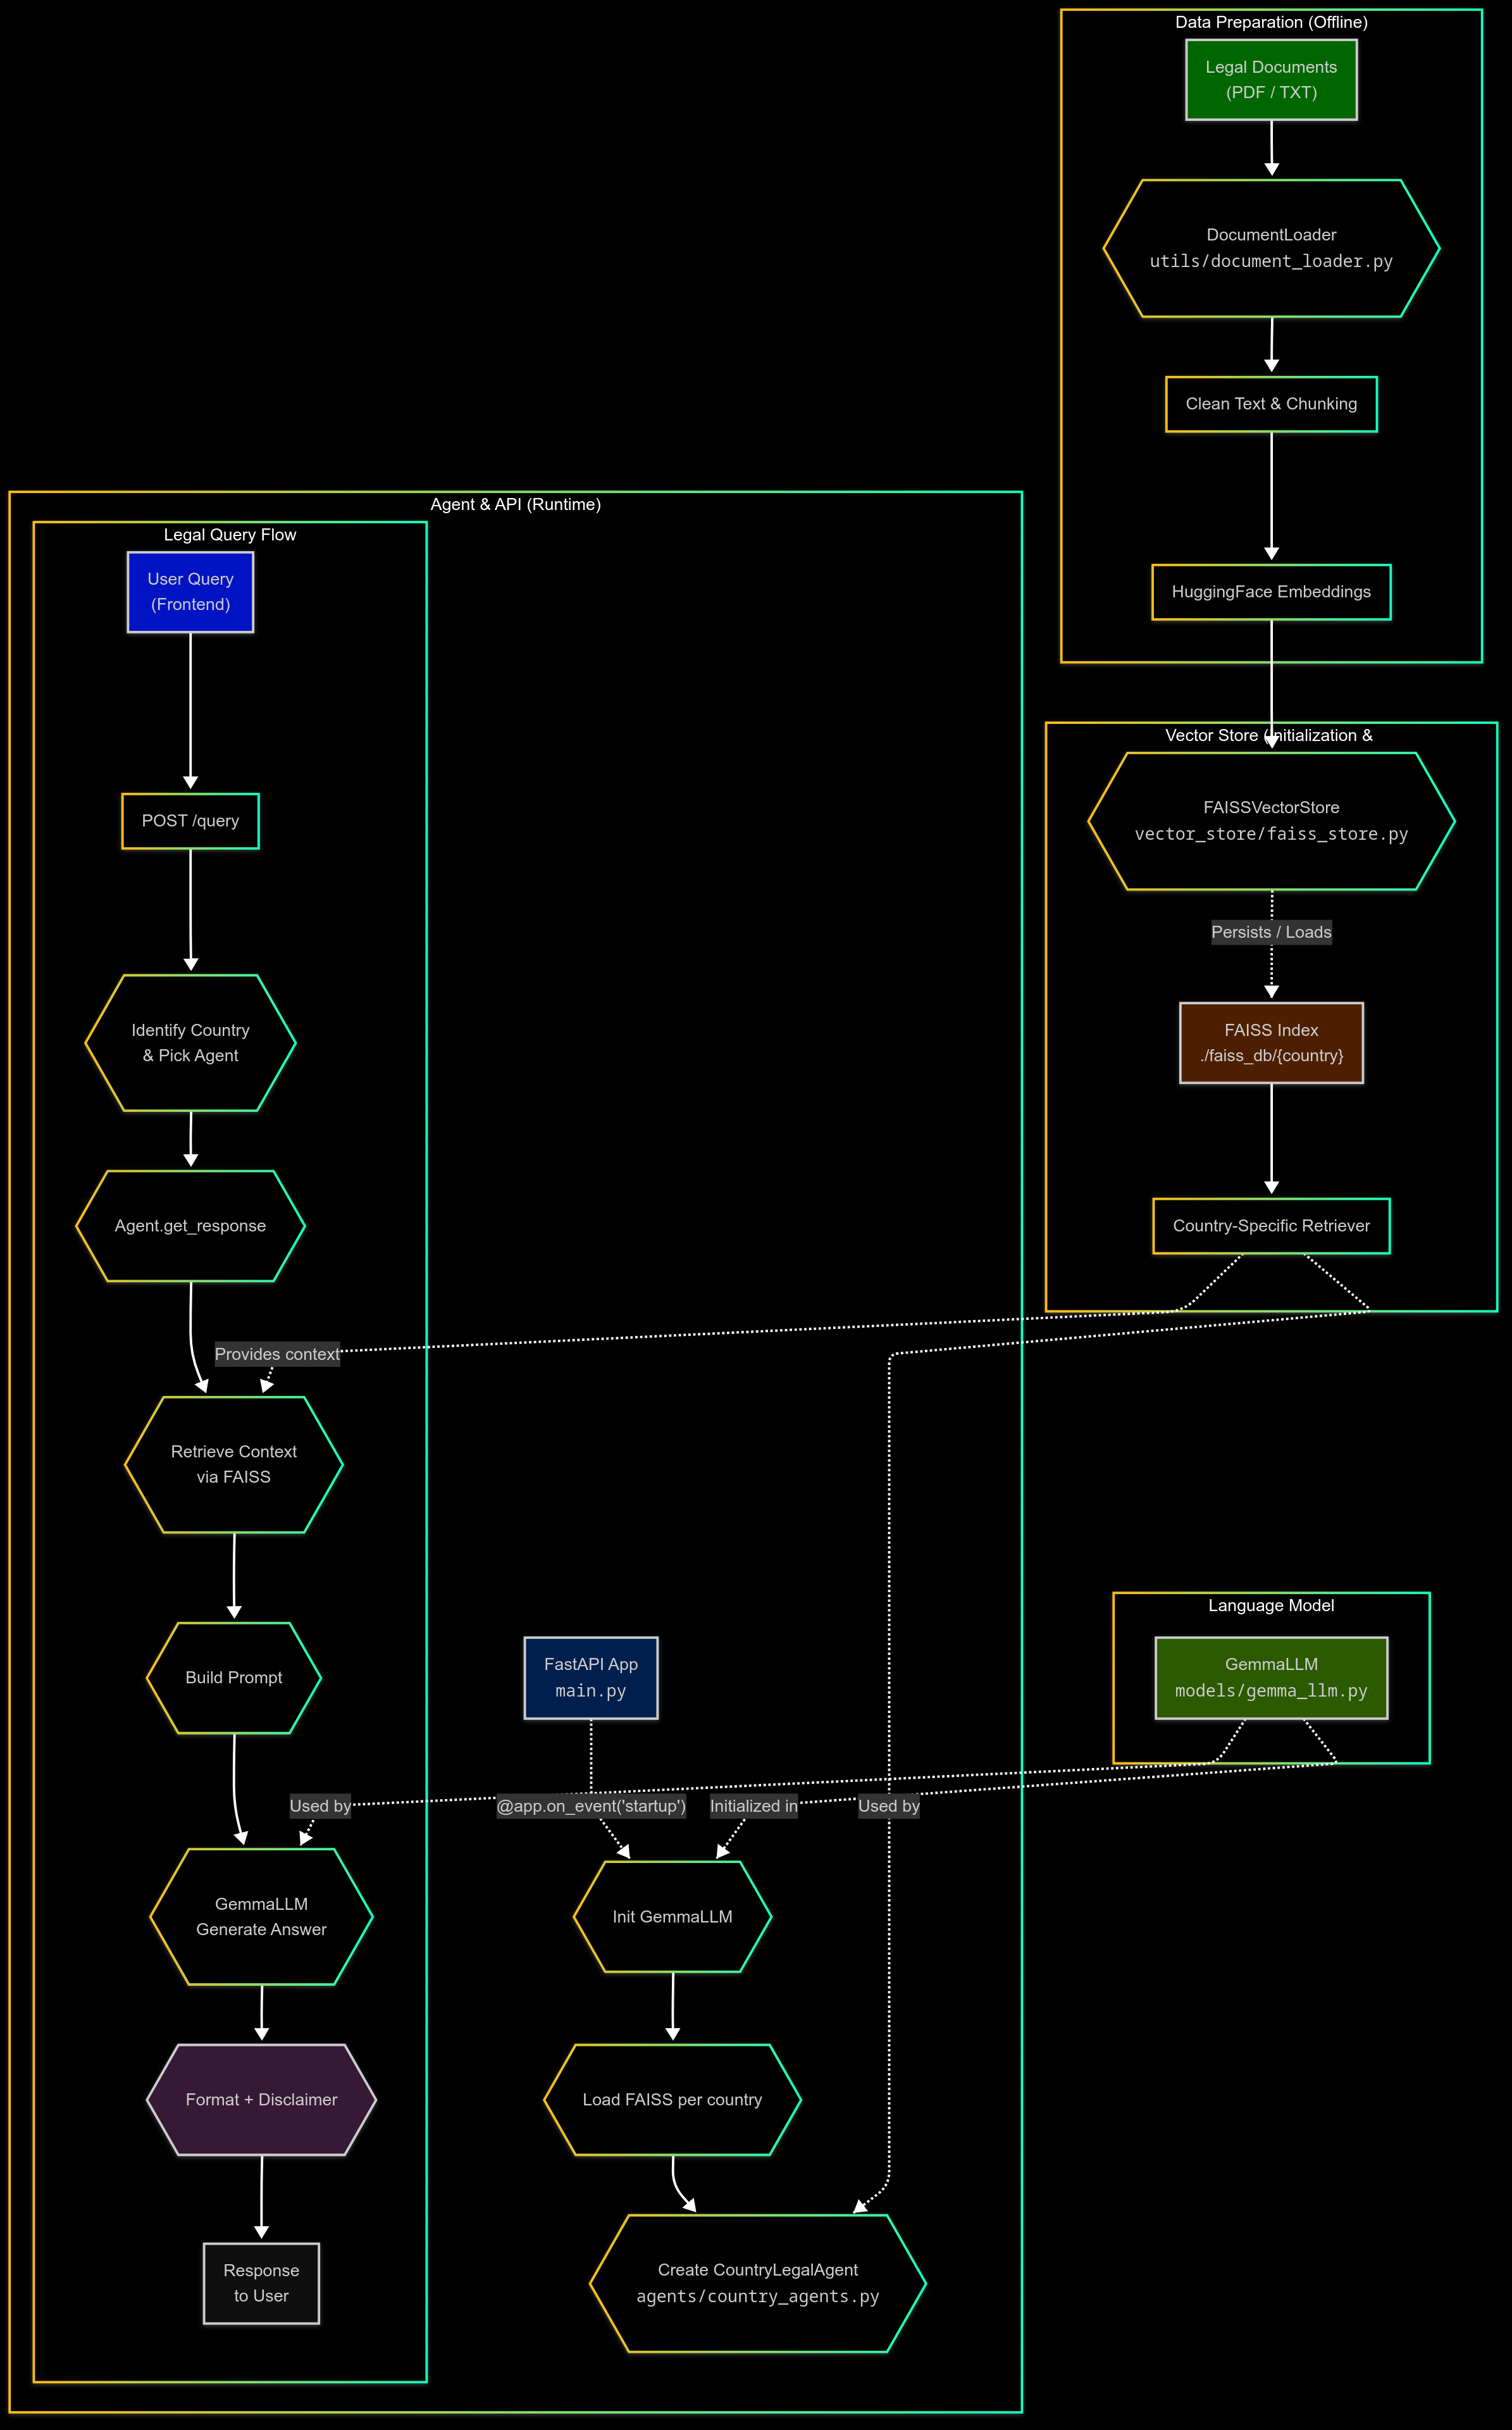 Data Preparation (Offline)
Legal Documents
(PDF / TXT)
DocumentLoader
utils/document_loader.py
Clean Text & Chunking
HuggingFace Embeddings
Vector Store (Initialization &
FAISSVectorStore
vector_store/faiss_store.py
Persists / Loads
FAISS Index
./faiss_db/{country}
Country-Specific Retriever
Agent & API (Runtime)
Legal Query Flow
User Query
(Frontend)
POST /query
Identify Country
& Pick Agent
Agent.get_response
Provides context
Retrieve Context
via FAISS
Build Prompt
Used by
GemmaLLM
Generate Answer
Format + Disclaimer
Response
to User
FastAPI App
main.py
@app.on_event('startup')
Initialized in
Used by
Init GemmaLLM
Load FAISS per country
Create CountryLegalAgent
agents/country_agents.py
Language Model
GemmaLLM
models/gemma_llm.py